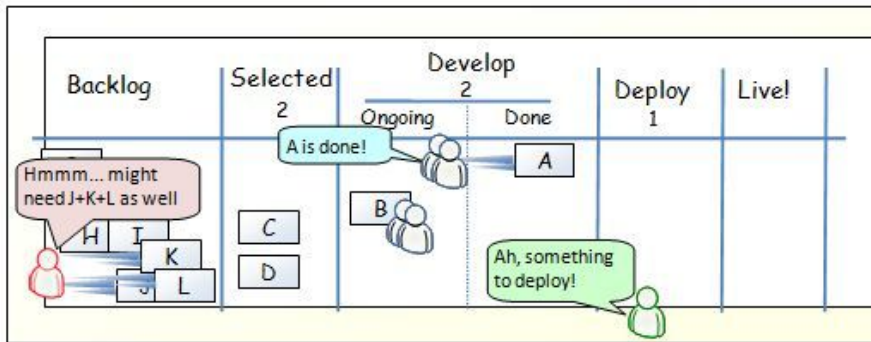 Backlog
Selected
2
Develop
2
Ongoing
Done
Deploy
1
Live!
A is done!
A
Hmmm... might
need J+K+L as well
B
H
I
C
K
D
L
Ah, something
to deploy!